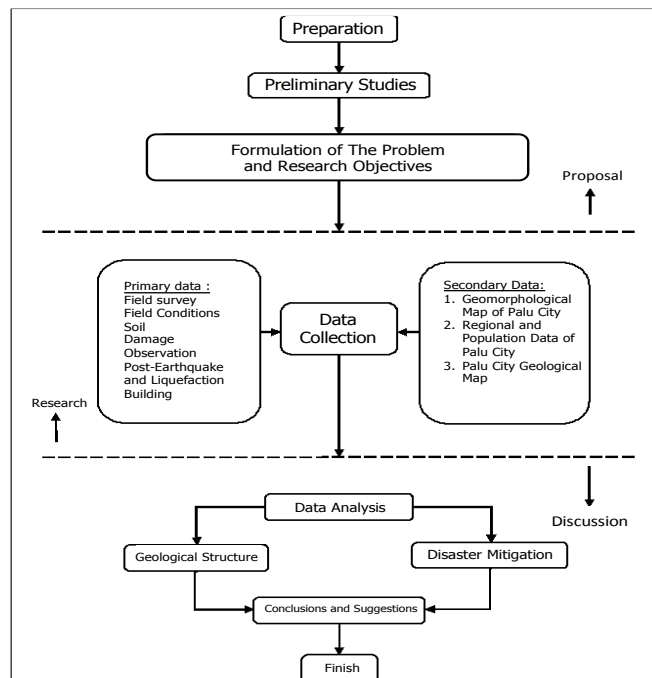 Preparation
Preliminary Studies
Formulation of The Problem
and Research Objectives
Proposal
Primary data :
Field survey
Field Conditions
Soil
Damage
Observation
Post-Earthquake
and Liquefaction
Building
Data
Collection
Secondary Data:
1. Geomorphological
Map of Palu City
2. Regional and
Population Data of
Palu City
3. Palu City Geological
Map
Research
Discussion
Data Analysis
Geological Structure
Disaster Mitigation
Conclusions and Suggestions
Finish